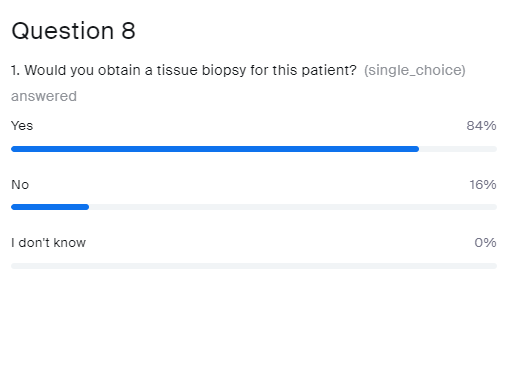 Question 8
1. Would you obtain a tissue biopsy for this patient? (single_choice)
answered
Yes 84%
No 16%
I don't know 0%